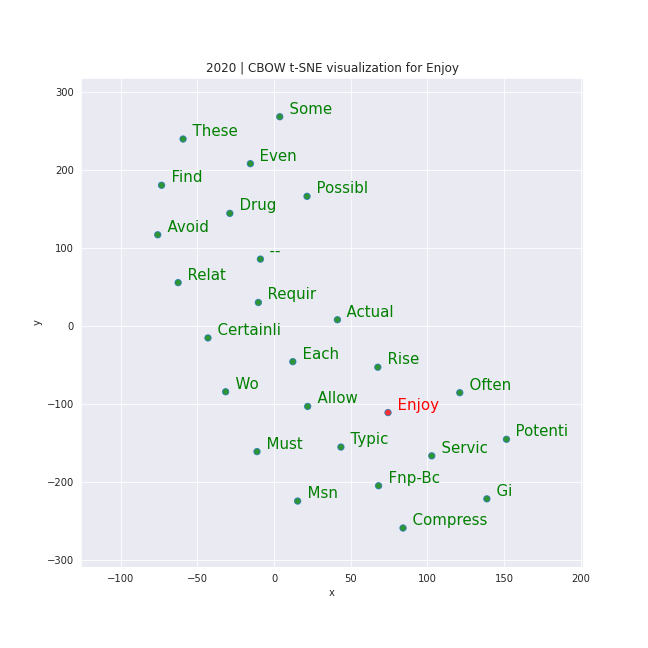 2020 | CBOW t-SNE visualization for Enjoy
300
Some
These
Even
200
Find
Possibl
Drug
Avoid
100
--
Relat
Requir
Actual
0
Certainli
Each
Rise
Wo
Often
Allow
Enjoy
−100
Potenti
Must
Typic
Servic
−200
Fnp-Bc
Msn
Gi
Compress
−300
−100
−50
0
50
100
150
200
x
y